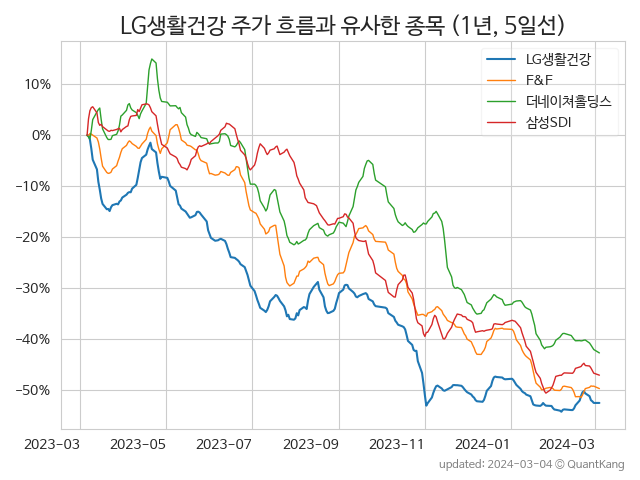 LG생활건강 주가 흐름과 유사한 종목 (1년, 5일선)
LG생활건강
F&F
더네이쳐홀딩스
삼성SDI
10%
0%
−10%
−20%
−30%
−40%
−50%
2023-03 2023-05 2023-07 2023-09 2023-11 2024-01 2024-03
updated: 2024-03-04 © QuantKang